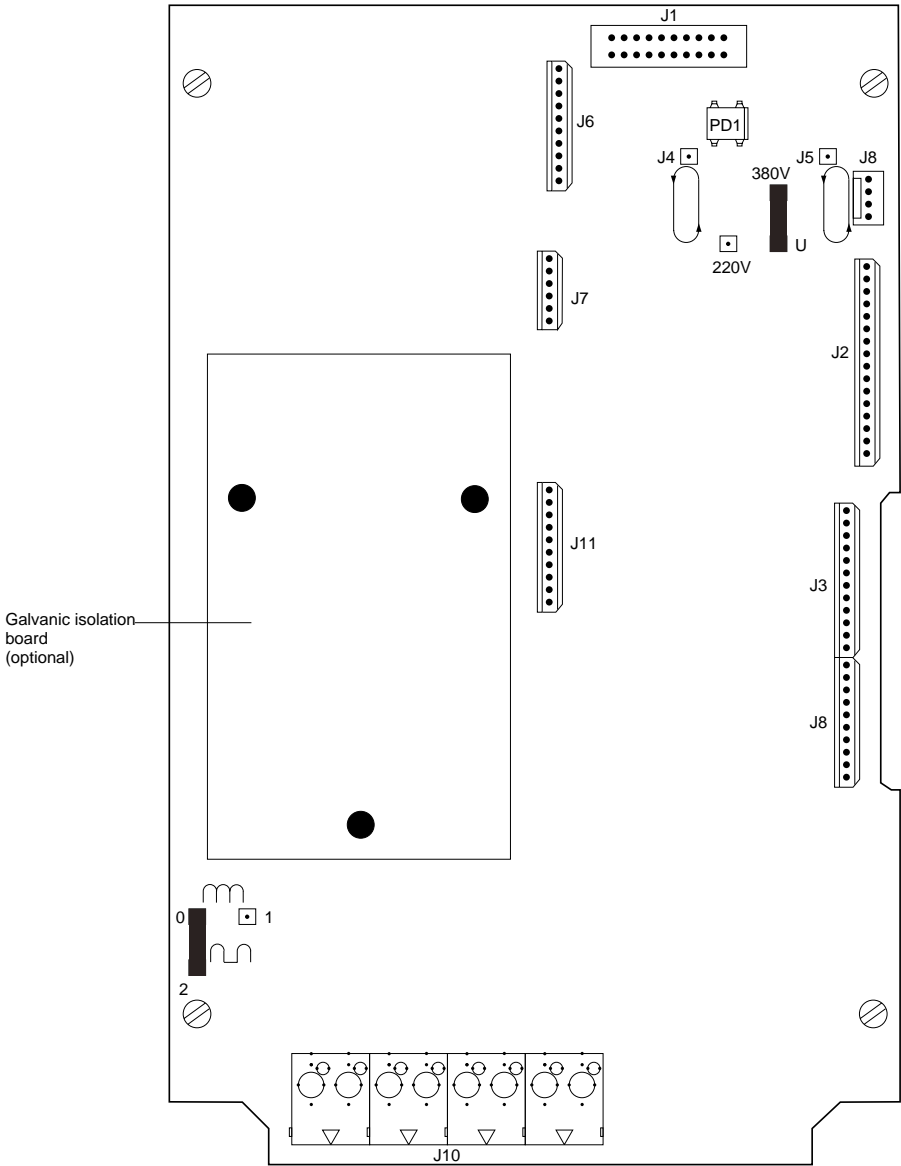 J1
J6
PD1
J4
J5
J8
380V
U
220V
J7
J2
J11
J3
Galvanic isolation
board
(optional)
J8
0
1
2
J10